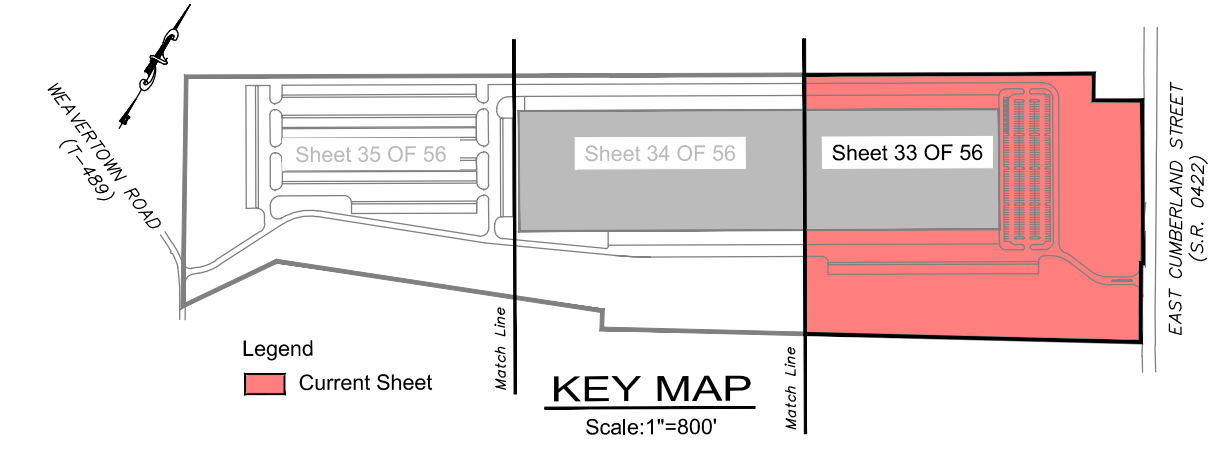 WEAVERTOWN ROAD
(T-489)
Sheet 35 OF 56
Sheet 34 OF 56
Sheet 33 OF 56
EAST CUMBERLAND STREET
(S.R. 0422)
Match Line
Match Line
Legend
Current Sheet
KEY MAP
Scale:1"=800'